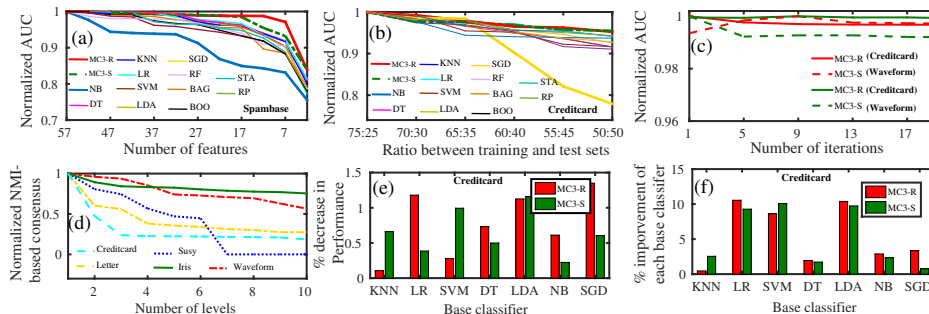 Normalized AUC
1
0.9
0.8
0.7
(a)
MC3-R
MC3-S
NB
DT
KNN
LR
SVM
LDA
SGD
RF
BAG
BOO
STA
RP
Spambase
57 47 37 27 17 7
Number of features
Normalized AUC
1
0.9
0.8
(b)
MC3-R
MC3-S
NB
DT
KNN
LR
SVM
LDA
SGD
RF
BAG
BOO
STA
RP
Creditcard
75:25 70:30 65:35 60:40 55:45 50:50
Ratio between training and test sets
Normalized AUC
1
0.96
(c)
MC3-R (Creditcard)
MC3-S (Waveform)
MC3-R (Creditcard)
MC3-S (Waveform)
1 5 9 13 17
Number of iterations
Normalized NMI-
based consensus
1
0.5
0
(d)
Creditcard
Letter
Susy
Iris
Waveform
2 4 6 8 10
Number of levels
% decrease in
Performance
1
0.5
0
(e)
Creditcard
MC3-R
MC3-S
KNN LR SVM DT LDA NB SGD
Base classifier
% imporvement of
each base classifer
15
10
5
0
(f)
Creditcard
MC3-R
MC3-S
KNN LR SVM DT LDA NB SGD
Base classifier